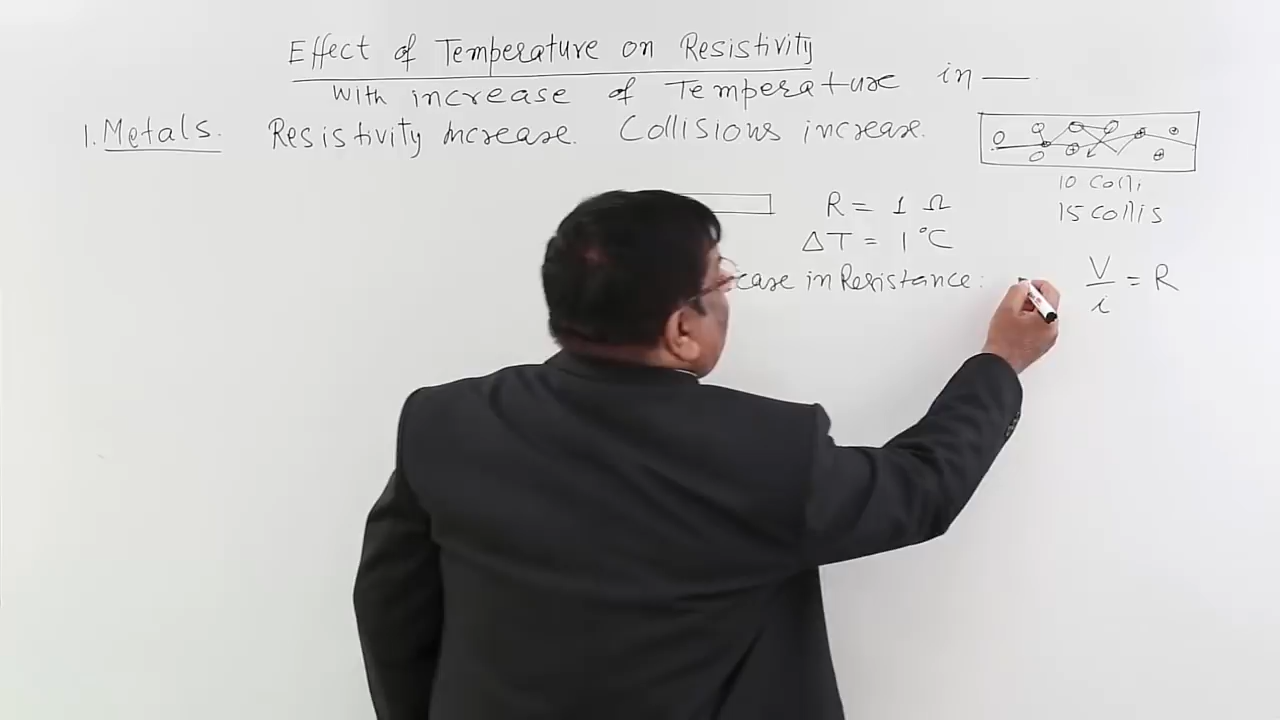 Effect of Temperature on Resistivity
With increase of Temperature in —
1. Metals. Resistivity increase. Collisions increase.
10 Colli
15 Collis
R = 1 Ω
ΔT = 1°C
in Resistance:
V/i = R